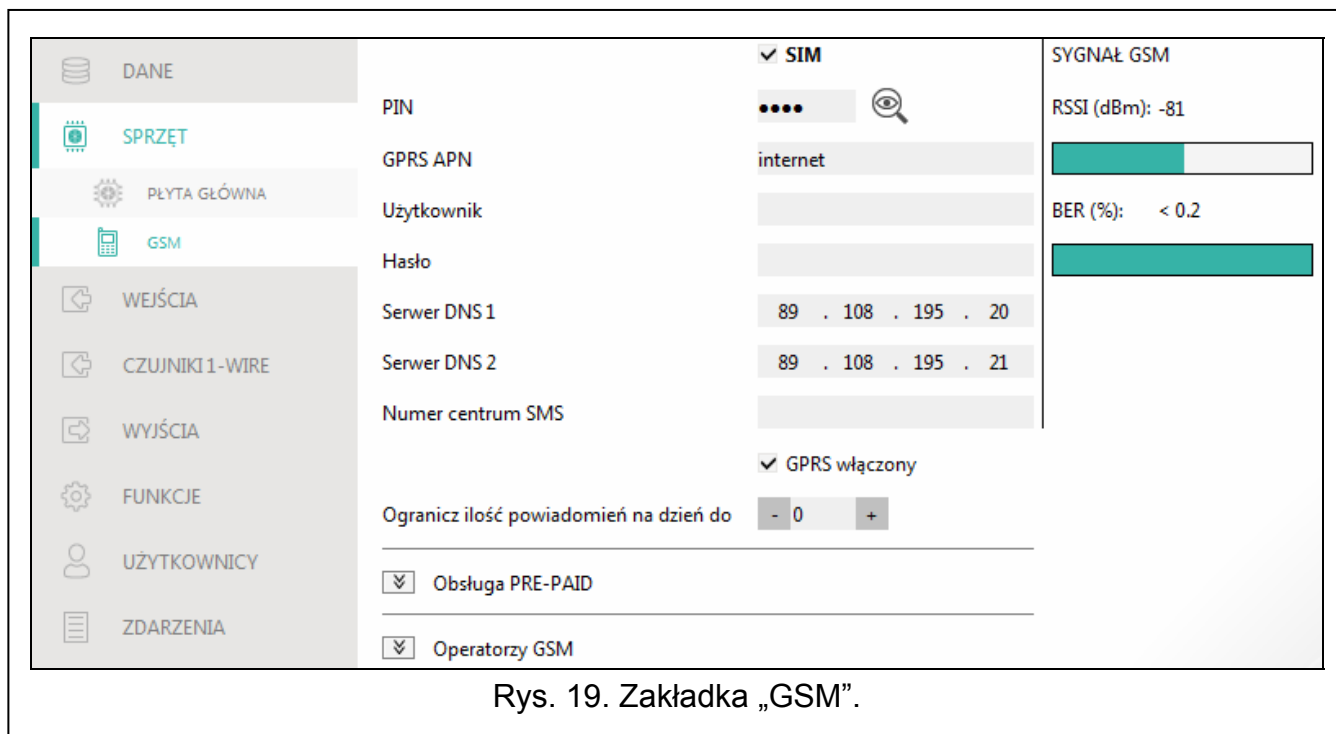 DANE
SPRZĘT
PŁYTA GŁÓWNA
GSM
WEJŚCIA
CZUJNIKI 1-WIRE
WYJŚCIA
FUNKCJE
UŻYTKOWNICY
ZDARZENIA
SIM
PIN ••••
GPRS APN internet
Użytkownik
Hasło
Serwer DNS 1 89 . 108 . 195 . 20
Serwer DNS 2 89 . 108 . 195 . 21
Numer centrum SMS
GPRS włączony
Ogranicz ilość powiadomień na dzień do - 0 +
Obsługa PRE-PAID
Operatorzy GSM
SYGNAŁ GSM
RSSI (dBm): -81
BER (%): < 0.2
Rys. 19. Zakładka „GSM”.